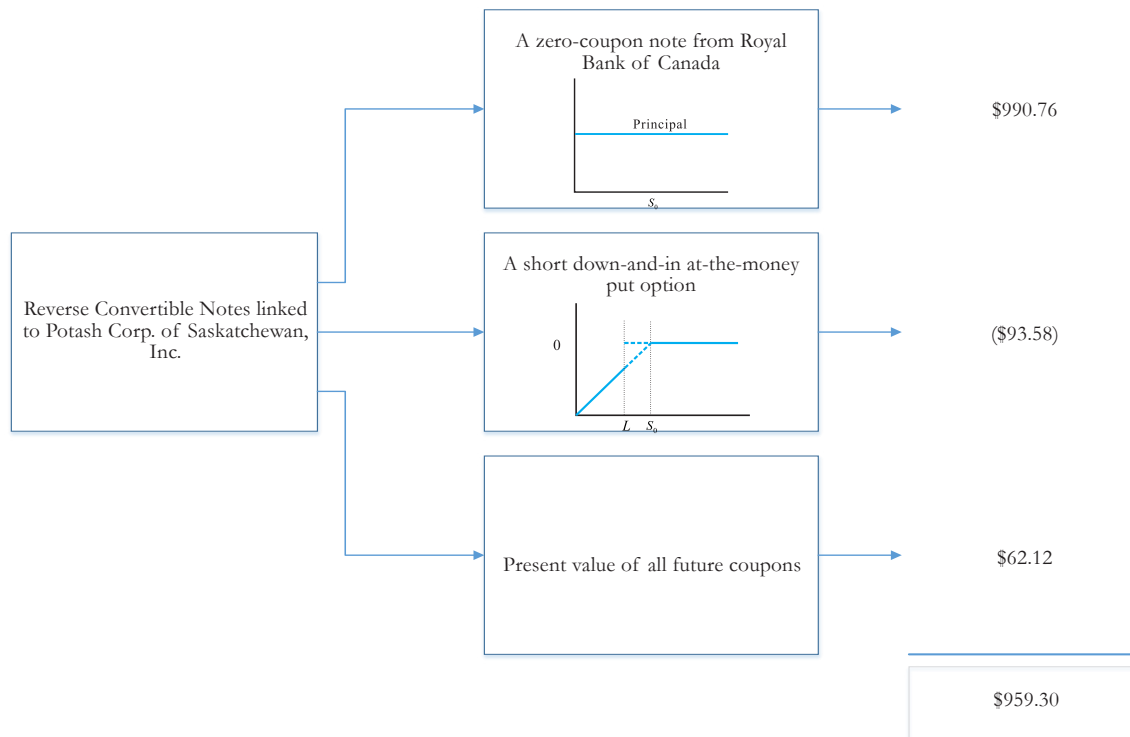 A zero-coupon note from Royal
Bank of Canada
Principal
S₀
$990.76
Reverse Convertible Notes linked
to Potash Corp. of Saskatchewan,
Inc.
A short down-and-in at-the-money
put option
0
L S₀
($93.58)
Present value of all future coupons
$62.12
$959.30